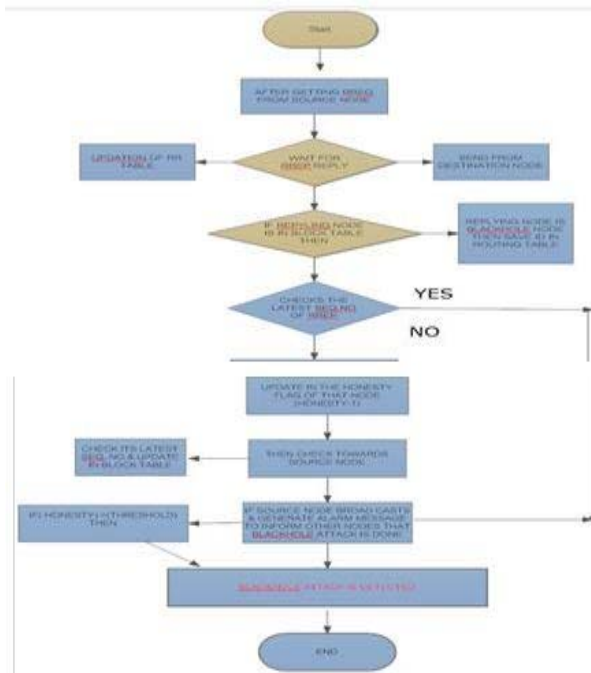 Start
AFTER GETTING RREQ
FROM SOURCE NODE
WAIT FOR
RREP REPLY
UPDATION OF RR
TABLE
SEND FROM
DESTINATION NODE
IF REPLYING NODE
IS IN BLOCK TABLE
THEN
REPLYING NODE IS
BLACKHOLE NODE
THEN SAVE ID IN
ROUTING TABLE
CHECKS THE
LATEST SEQ.NO
OF RREP
YES
NO
UPDATE IN THE HONESTY
FLAG OF THAT NODE
(HONESTY-1)
THEN CHECK TOWARDS
SOURCE NODE
CHECK ITS LATEST
SEQ. NO & UPDATE
IN BLOCK TABLE
IF SOURCE NODE BROAD CASTS
& GENERATE ALARM MESSAGE
TO INFORM OTHER NODES THAT
BLACKHOLE ATTACK IS DONE
THEN
BLACKHOLE ATTACK IS DETECTED
END